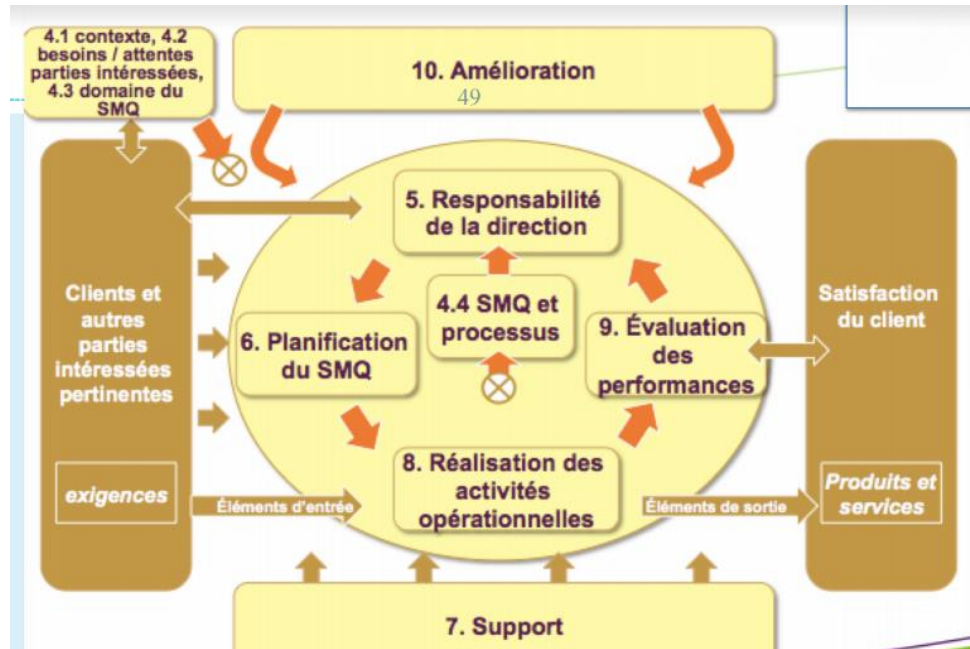 4.1 contexte, 4.2
besoins / attentes
parties intéressées,
4.3 domaine du
SMQ
10. Amélioration
49
5. Responsabilité
de la direction
Clients et
autres
parties
intéressées
pertinentes
6. Planification
du SMQ
4.4 SMQ et
processus
9. Évaluation
des
performances
Satisfaction
du client
8. Réalisation des
activités
opérationnelles
exigences
Éléments d'entrée
Éléments de sortie
Produits et
services
7. Support